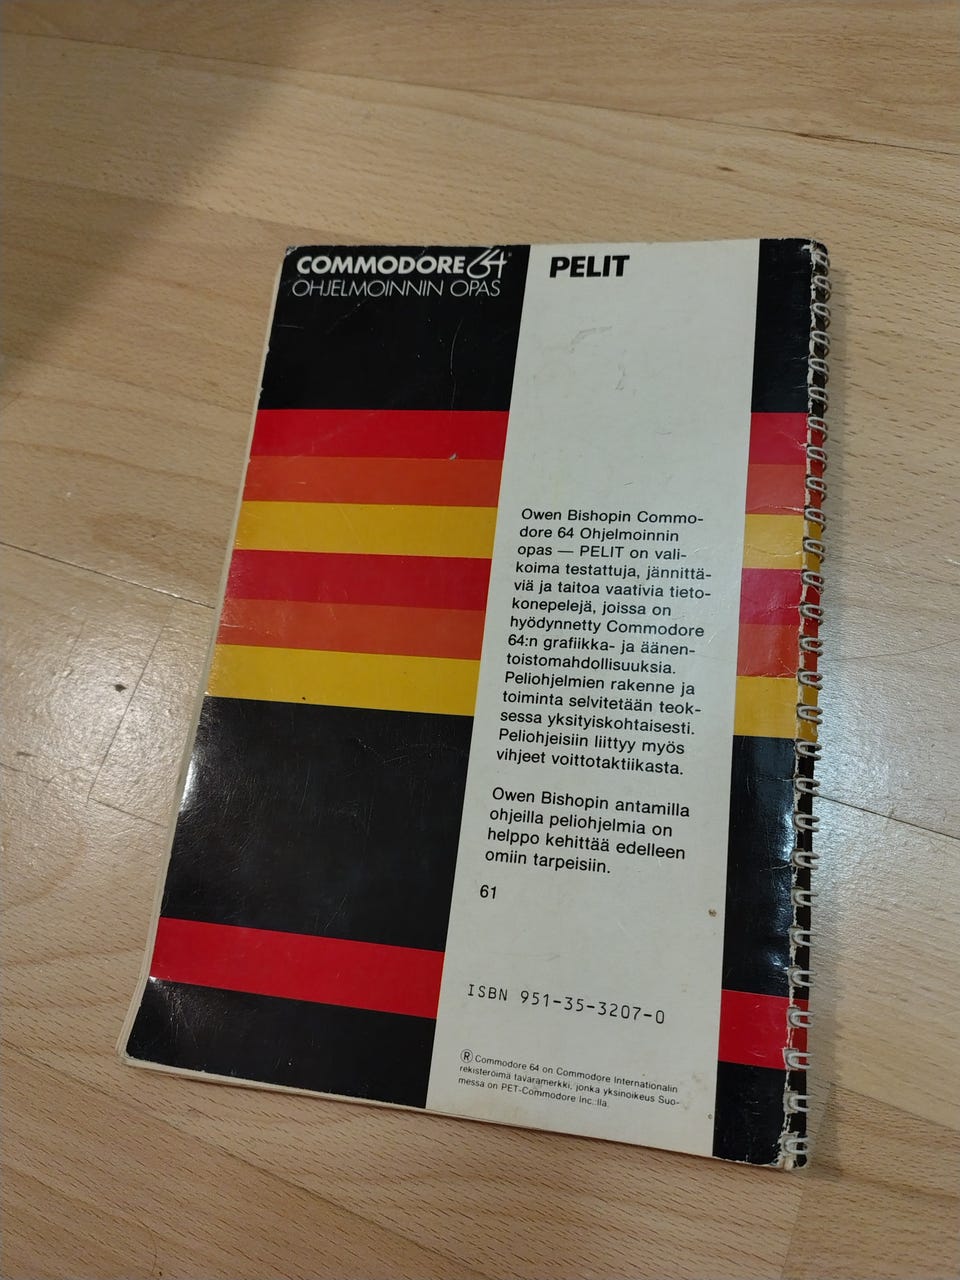 COMMODORE 64
OHJELMOINNIN OPAS
PELIT
Owen Bishopin Commo-
dore 64 Ohjelmoinnin
opas — PELIT on vali-
koima testattuja, jännittä-
viä ja taitoa vaativia tieto-
konepelejä, joissa on
hyödynnetty Commodore
64:n grafiikka- ja äänen-
toistomahdollisuuksia.
Peliohjelmien rakenne ja
toiminta selvitetään teok-
sessa yksityiskohtaisesti.
Peliohjeisiin liittyy myös
vihjeet voittotaktiikasta.
Owen Bishopin antamilla
ohjeilla peliohjelmia on
helppo kehittää edelleen
omiin tarpeisiin.
61
ISBN 951-35-3207-0
® Commodore 64 on Commodore Internationalin
rekisteröimä tavaramerkki, jonka yksinoikeus Suo-
messa on PET-Commodore Inc.:lla.